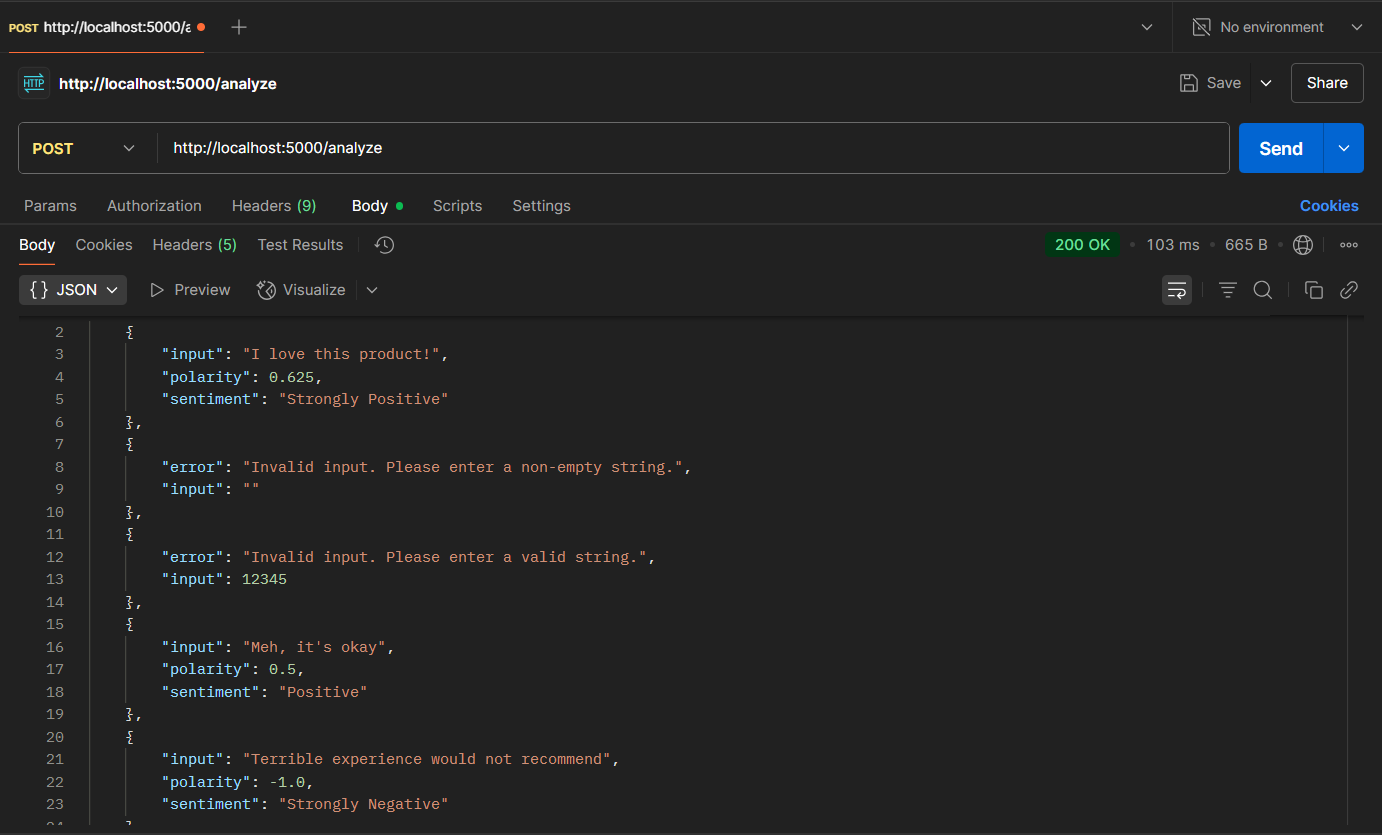 POST http://localhost:5000/a
No environment
HTTP http://localhost:5000/analyze
Save
Share
POST
http://localhost:5000/analyze
Send
Params Authorization Headers (9) Body Scripts Settings Cookies
Body Cookies Headers (5) Test Results 200 OK 103 ms 665 B
{} JSON Preview Visualize
2 {
3 "input": "I love this product!",
4 "polarity": 0.625,
5 "sentiment": "Strongly Positive"
6 },
7 {
8 "error": "Invalid input. Please enter a non-empty string.",
9 "input": ""
10 },
11 {
12 "error": "Invalid input. Please enter a valid string.",
13 "input": 12345
14 },
15 {
16 "input": "Meh, it's okay",
17 "polarity": 0.5,
18 "sentiment": "Positive"
19 },
20 {
21 "input": "Terrible experience would not recommend",
22 "polarity": -1.0,
23 "sentiment": "Strongly Negative"